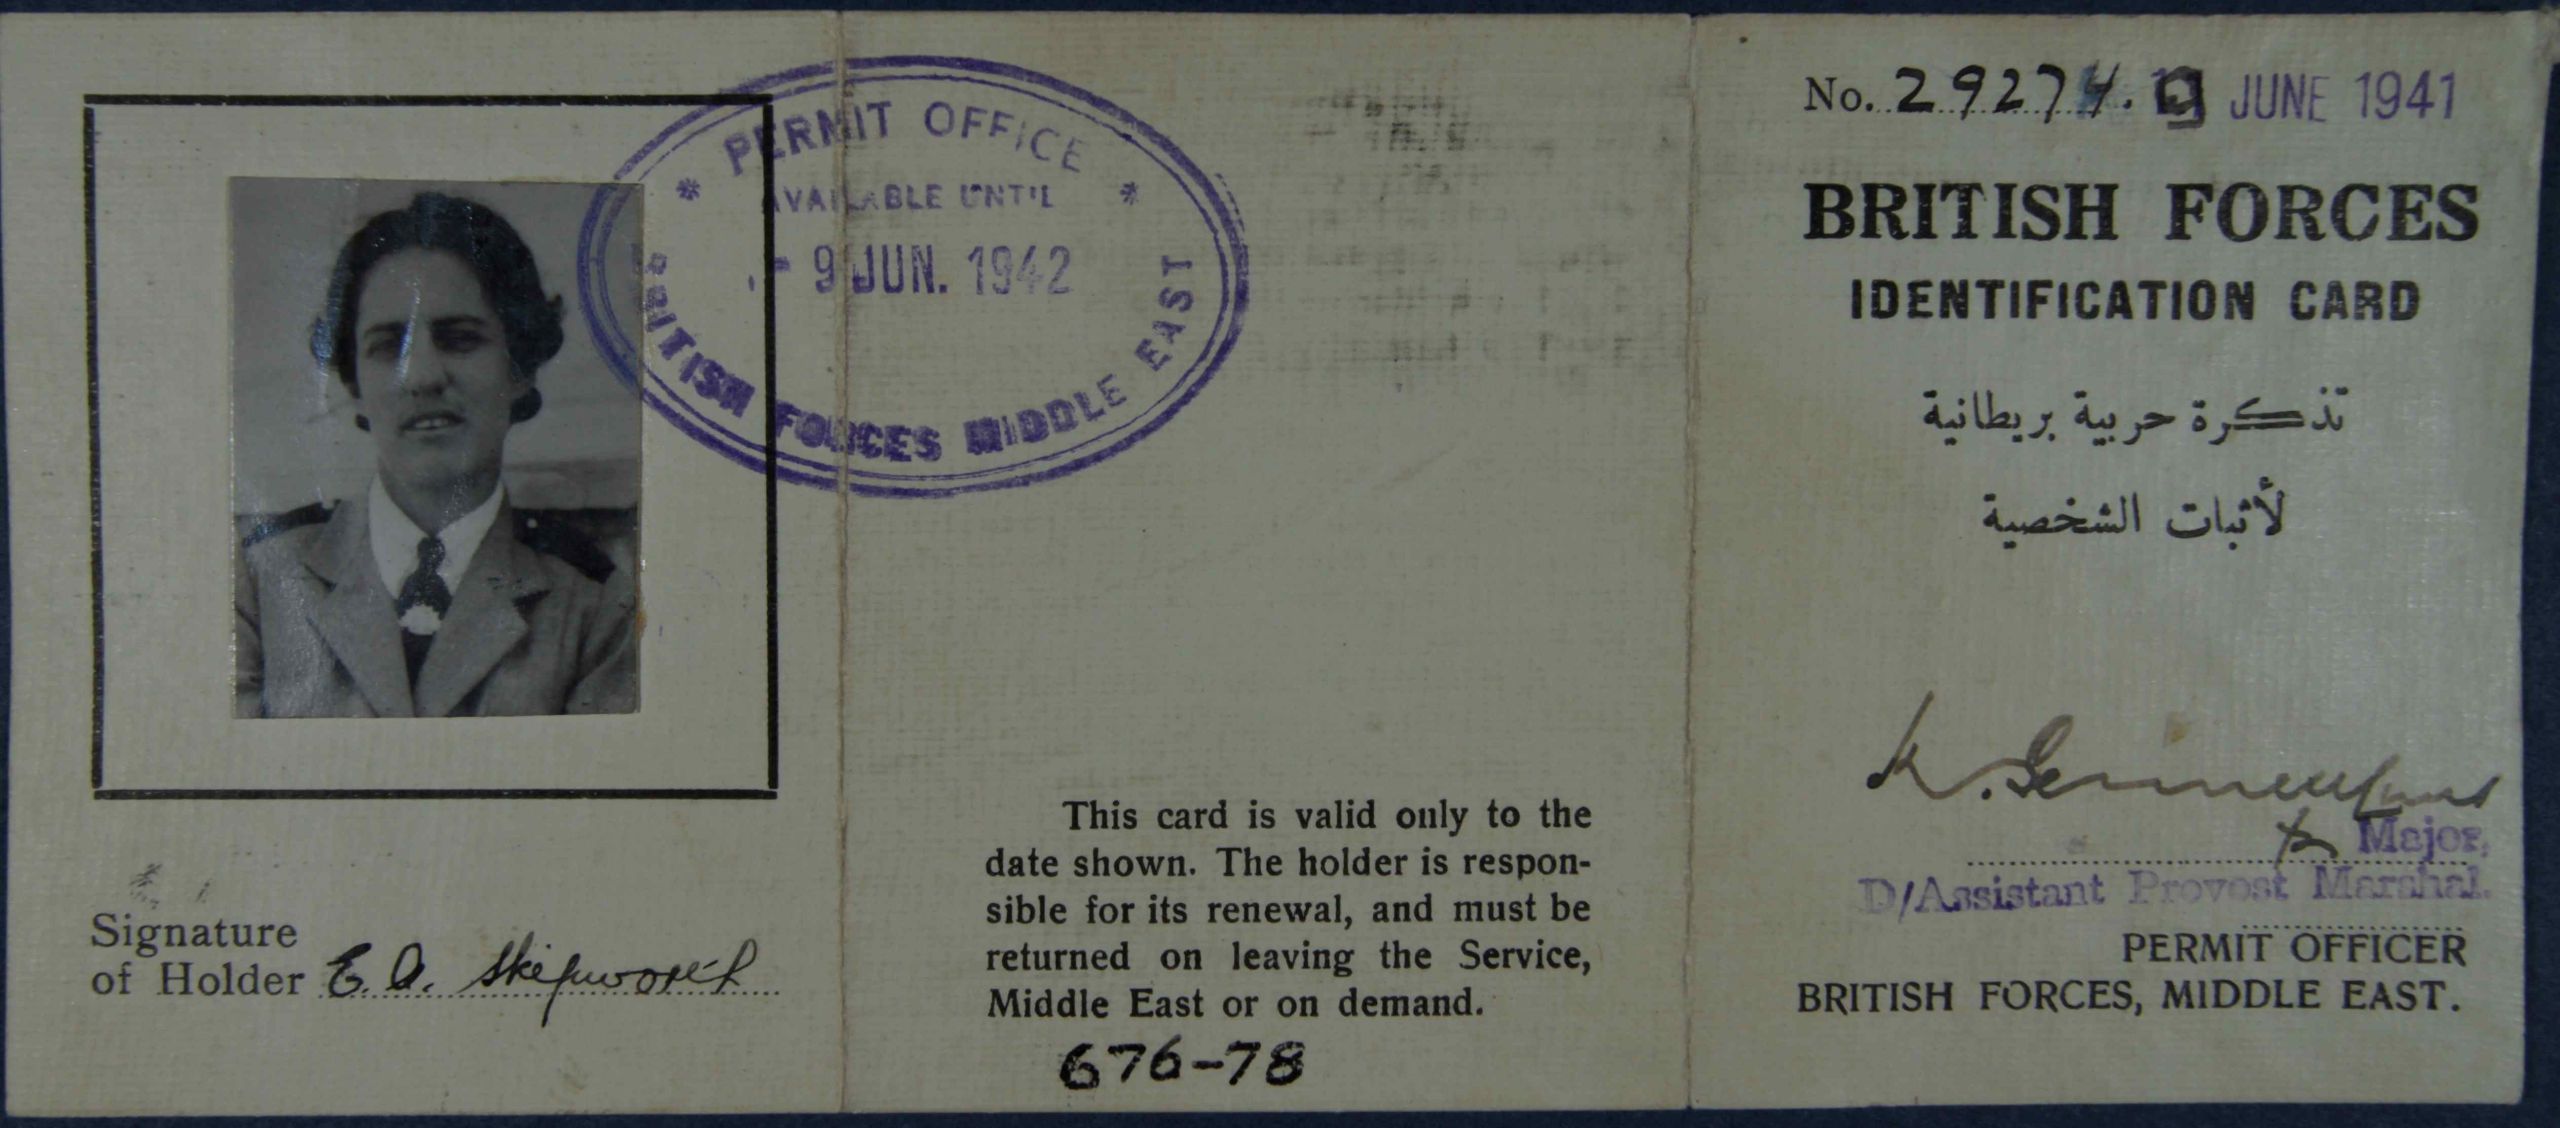 PERMIT OFFICE
AVAILABLE UNTIL
- 9 JUN. 1942
BRITISH FORCES MIDDLE EAST
Signature
of Holder E. A. Skipworth
This card is valid only to the
date shown. The holder is respon-
sible for its renewal, and must be
returned on leaving the Service,
Middle East or on demand.
676-78
No. 29274. 9 JUNE 1941
BRITISH FORCES
IDENTIFICATION CARD
تذكرة حربية بريطانية
لأثبات الشخصية
Major.
D/Assistant Provost Marshal.
PERMIT OFFICER
BRITISH FORCES, MIDDLE EAST.